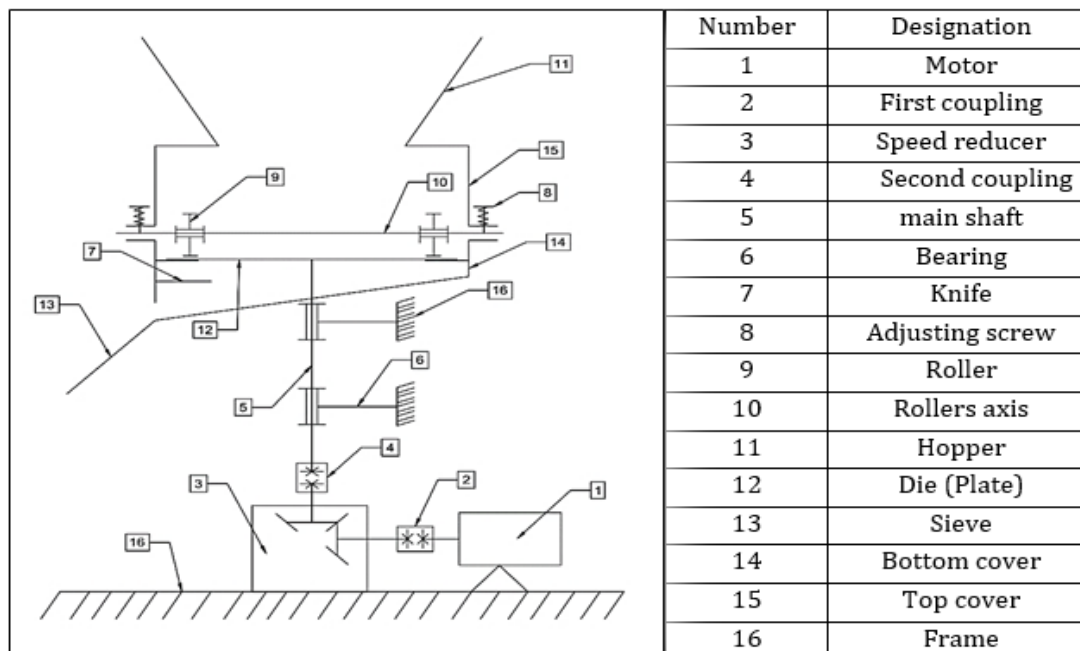 11
15
9
10
8
7
14
16
13
12
6
5
4
3
2
1
16
Number Designation
1 Motor
2 First coupling
3 Speed reducer
4 Second coupling
5 main shaft
6 Bearing
7 Knife
8 Adjusting screw
9 Roller
10 Rollers axis
11 Hopper
12 Die (Plate)
13 Sieve
14 Bottom cover
15 Top cover
16 Frame